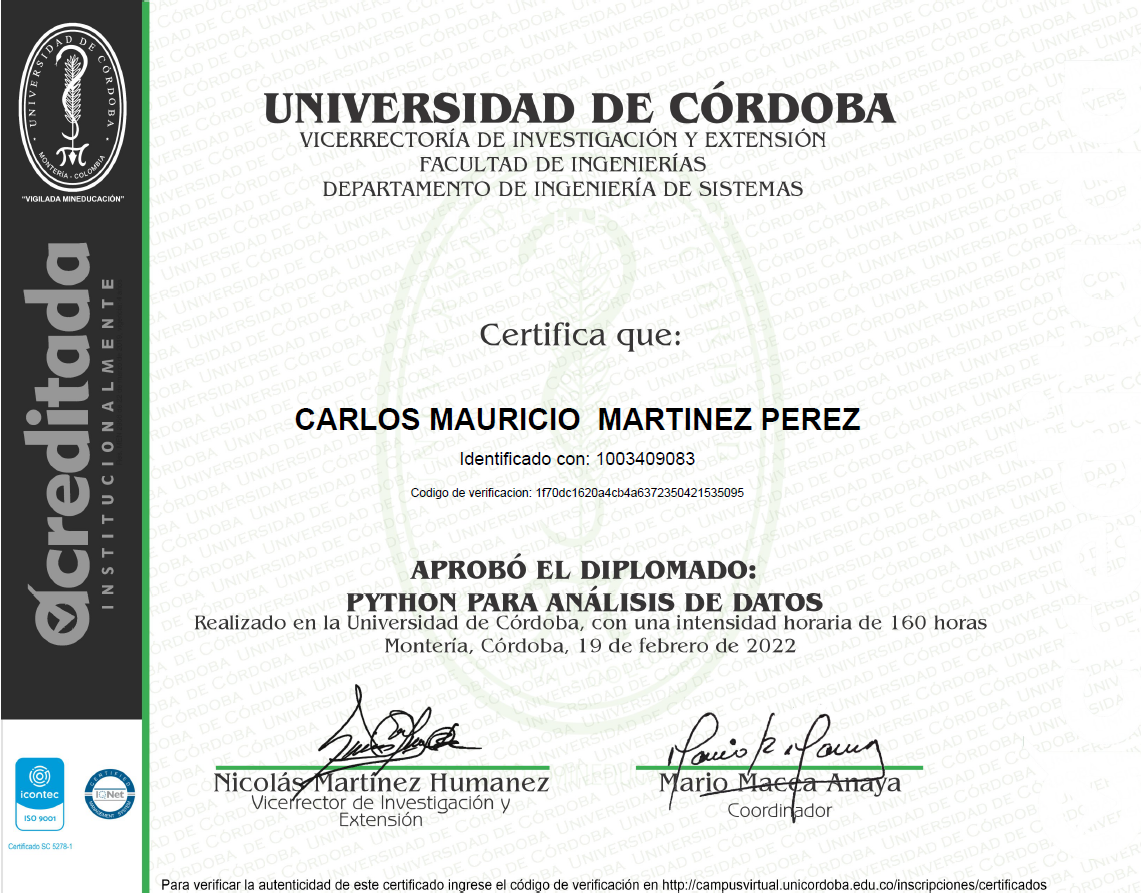 UNIVERSIDAD DE CÓRDOBA
MONTERÍA - COLOMBIA
"VIGILADA MINEDUCACIÓN"
acreditada
INSTITUCIONALMENTE
icontec
ISO 9001
CERTIFIED
IQNet
MANAGEMENT SYSTEM
Certificado SC 5278-1
UNIVERSIDAD DE CÓRDOBA
VICERRECTORÍA DE INVESTIGACIÓN Y EXTENSIÓN
FACULTAD DE INGENIERÍAS
DEPARTAMENTO DE INGENIERÍA DE SISTEMAS
Certifica que:
CARLOS MAURICIO MARTINEZ PEREZ
Identificado con: 1003409083
Codigo de verificacion: 1f70dc1620a4cb4a6372350421535095
APROBÓ EL DIPLOMADO:
PYTHON PARA ANÁLISIS DE DATOS
Realizado en la Universidad de Córdoba, con una intensidad horaria de 160 horas
Montería, Córdoba, 19 de febrero de 2022
Nicolás Martínez Humanez
Vicerrector de Investigación y
Extensión
Mario Macea Anaya
Coordinador
Para verificar la autenticidad de este certificado ingrese el código de verificación en http://campusvirtual.unicordoba.edu.co/inscripciones/certificados